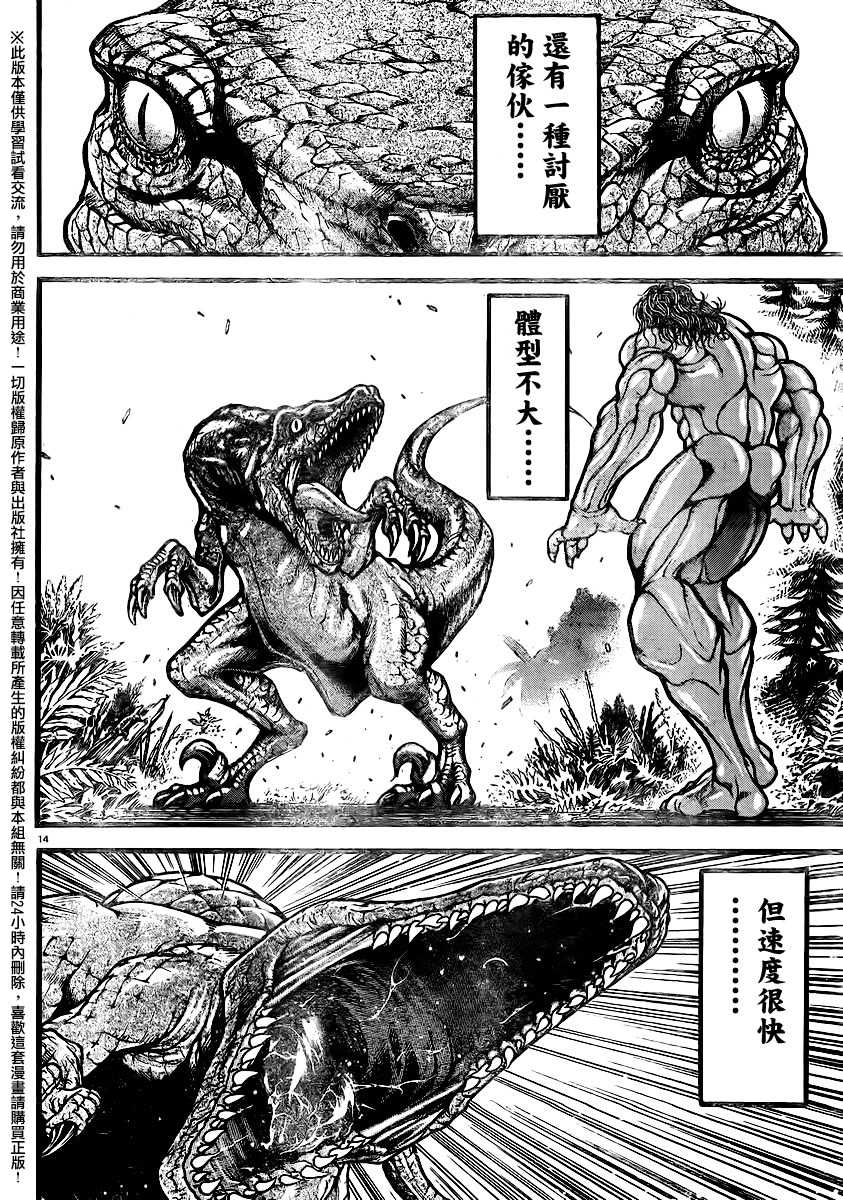 還有一種討厭
的傢伙……
體型不大……
14
但速度很快
………
※此版本僅供學習試看交流，請勿用於商業用途！一切版權歸原作者與出版社擁有！因任意轉載所產生的版權糾紛都與本組無關！請24小時內刪除，喜歡這套漫畫請購買正版！